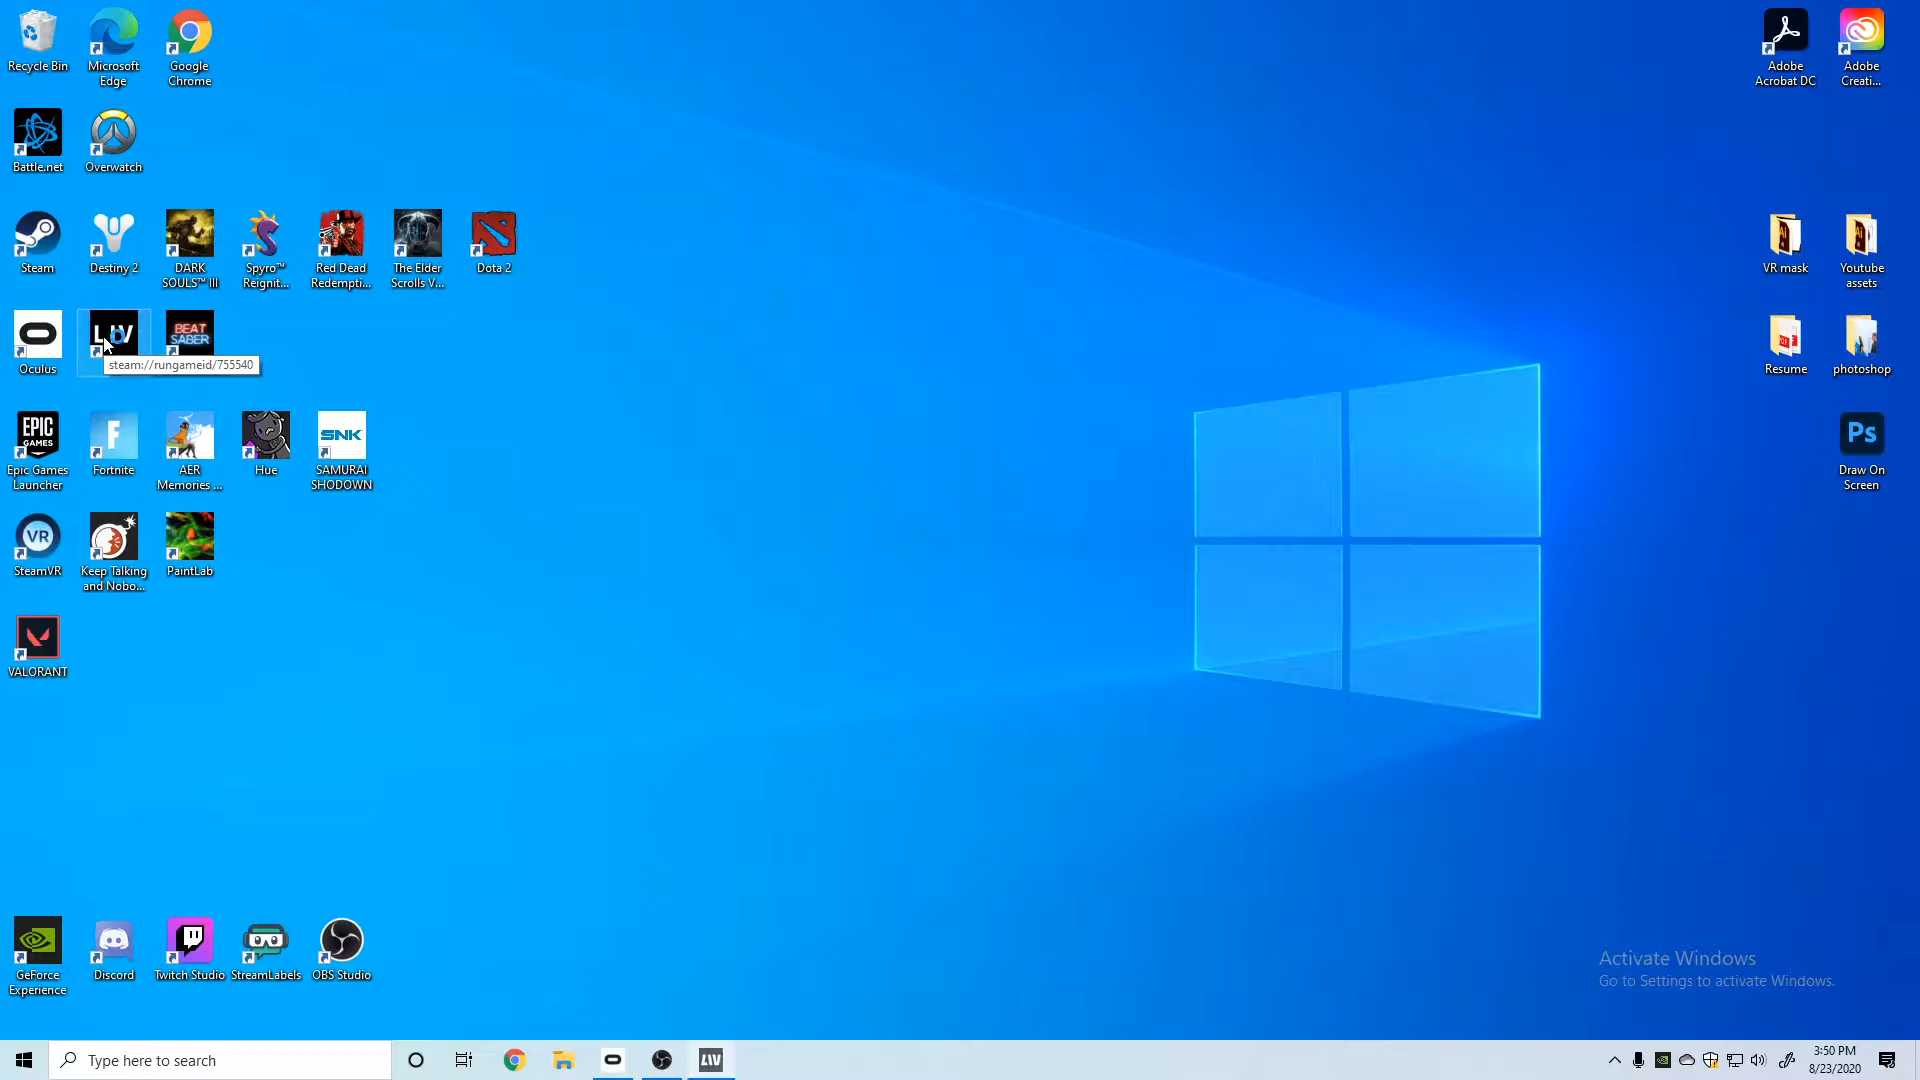 Recycle Bin
Microsoft
Edge
Google
Chrome
Adobe
Acrobat DC
Adobe
Creati...
Battle.net
Overwatch
Steam
Destiny 2
DARK
SOULS™ III
Spyro™
Reignit...
Red Dead
Redempti...
The Elder
Scrolls V...
Dota 2
Ai
VR mask
Ai
Youtube
assets
Oculus
LIV
BEAT
SABER
steam://rungameid/755540
PDF
Resume
photoshop
EPIC
GAMES
Epic Games
Launcher
F
Fortnite
AER
Memories ...
Hue
SNK
SAMURAI
SHODOWN
Ps
Draw On
Screen
VR
SteamVR
Keep Talking
and Nobo...
PaintLab
VALORANT
GeForce
Experience
Discord
Twitch Studio
StreamLabels
OBS Studio
Activate Windows
Go to Settings to activate Windows.
Type here to search
LIV
3:50 PM
8/23/2020